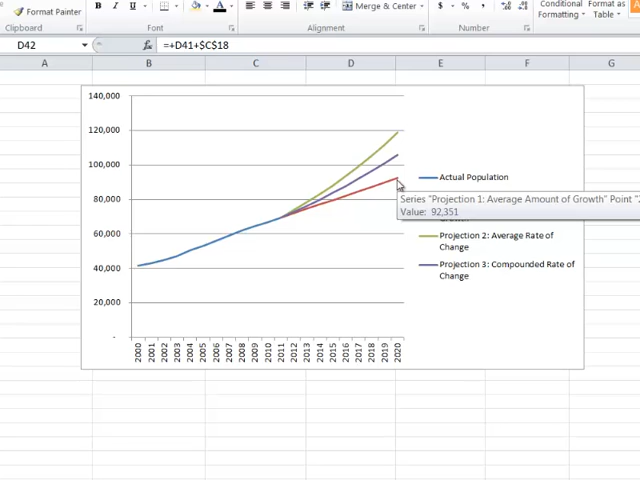 Format Painter
B I U A
Merge & Center
$ % ,
Conditional
Formatting
Format as
Table
Clipboard
Font
Alignment
Number
D42
fx
=+D41+$C$18
A B C D E F G
140,000
120,000
100,000
80,000
60,000
40,000
20,000
-
2000 2001 2002 2003 2004 2005 2006 2007 2008 2009 2010 2011 2012 2013 2014 2015 2016 2017 2018 2019 2020
Actual Population
Series "Projection 1: Average Amount of Growth" Point
Value: 92,351
Growth
Projection 2: Average Rate of
Change
Projection 3: Compounded Rate of
Change